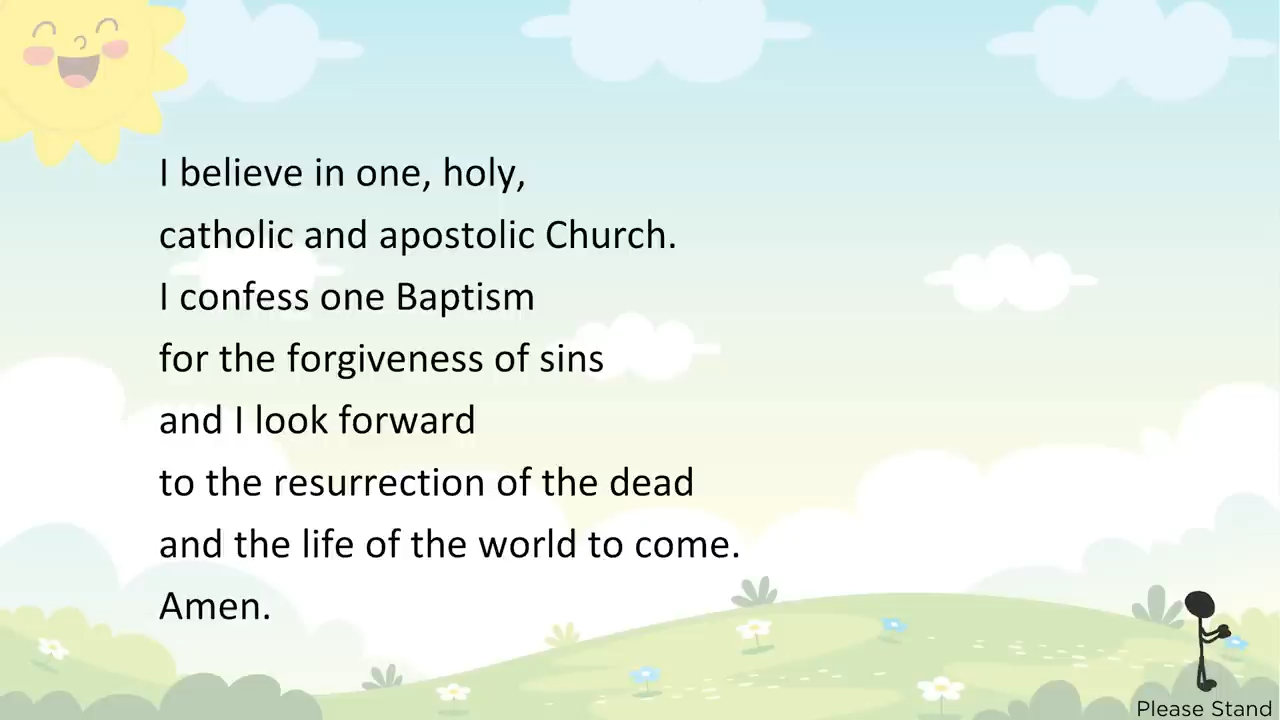 I believe in one, holy,
catholic and apostolic Church.
I confess one Baptism
for the forgiveness of sins
and I look forward
to the resurrection of the dead
and the life of the world to come.
Amen.
Please Stand